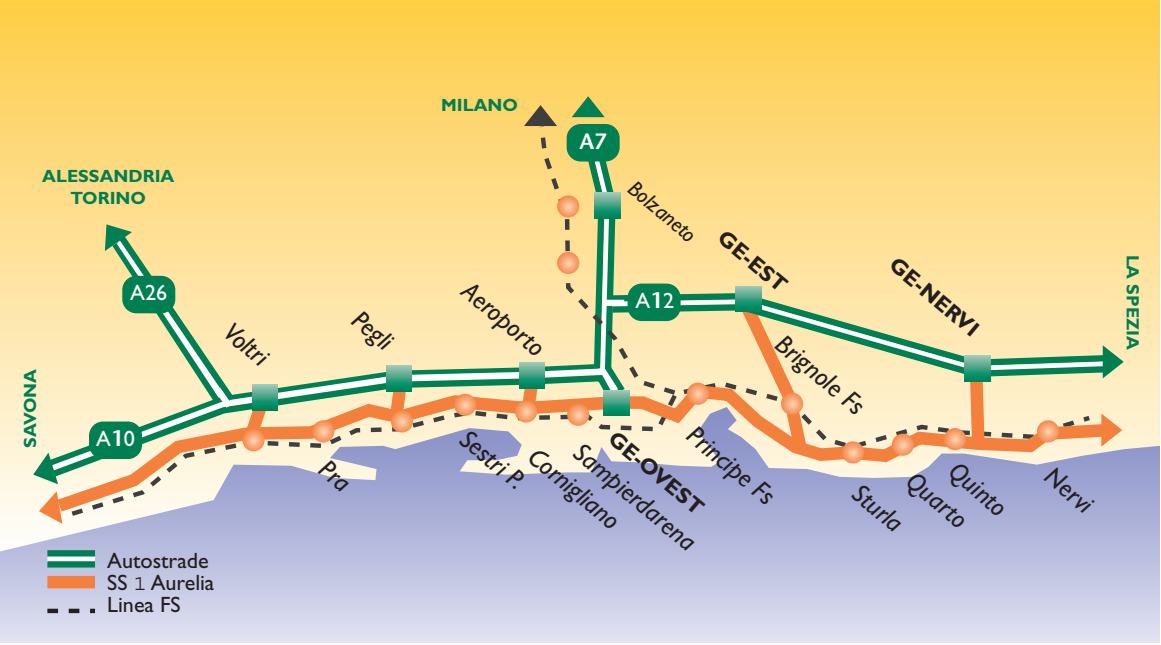 MILANO
A7
ALESSANDRIA
TORINO
Bolzaneto
GE-EST
GE-NERVI
LA SPEZIA
A26
A12
Aeroporto
Pegli
Voltri
Brignole Fs
SAVONA
A10
Pra
Sestri P.
Cornigliano
Sampierdarena
GE-OVEST
Principe Fs
Sturla
Quarto
Quinto
Nervi
Autostrade
SS 1 Aurelia
Linea FS